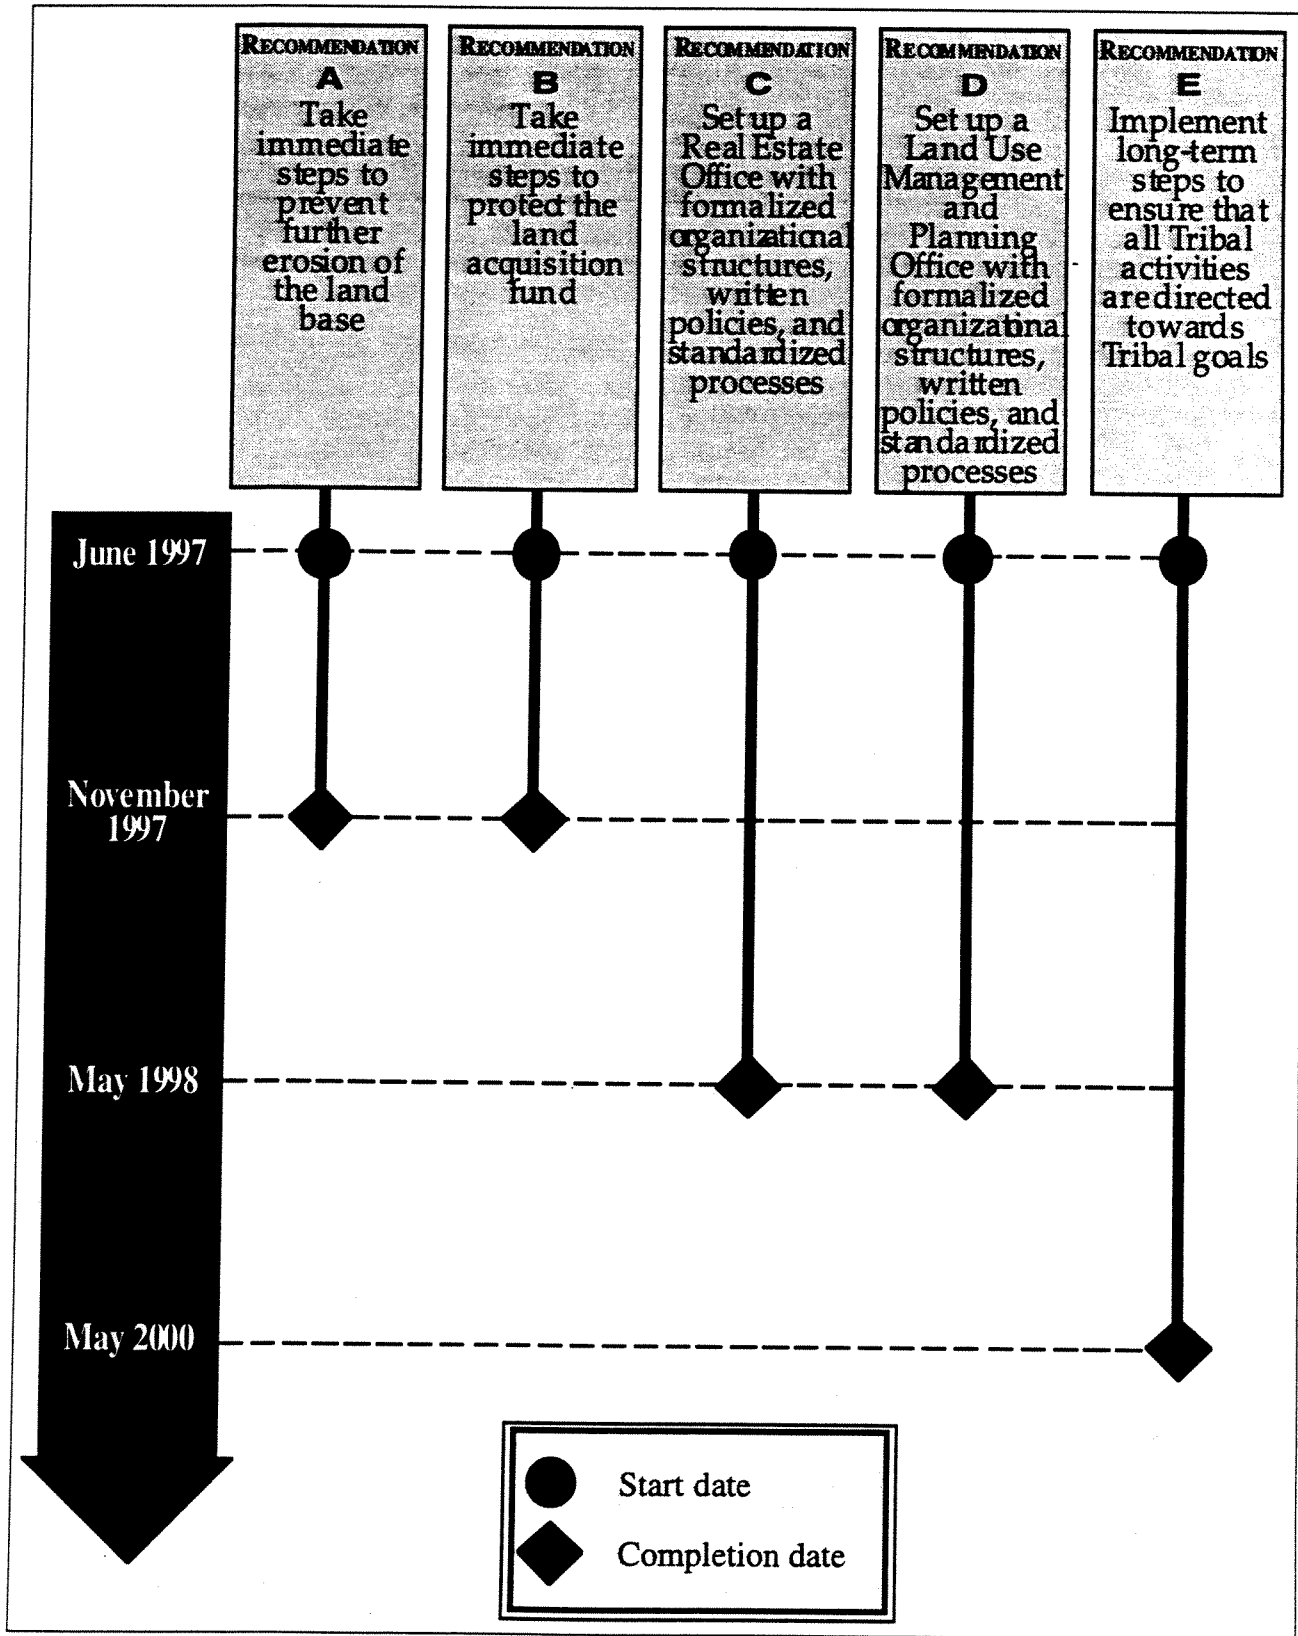 RECOMMENDATION
A
Take
immediate
steps to
prevent
further
erosion of
the land
base
RECOMMENDATION
B
Take
immediate
steps to
protect the
land
acquisition
fund
RECOMMENDATION
C
Set up a
Real Estate
Office with
formalized
organizational
structures,
written
policies, and
standardized
processes
RECOMMENDATION
D
Set up a
Land Use
Management
and
Planning
Office with
formalized
organizational
structures,
written
policies, and
standardized
processes
RECOMMENDATION
E
Implement
long-term
steps to
ensure that
all Tribal
activities
are directed
towards
Tribal goals
June 1997
November
1997
May 1998
May 2000
Start date
Completion date